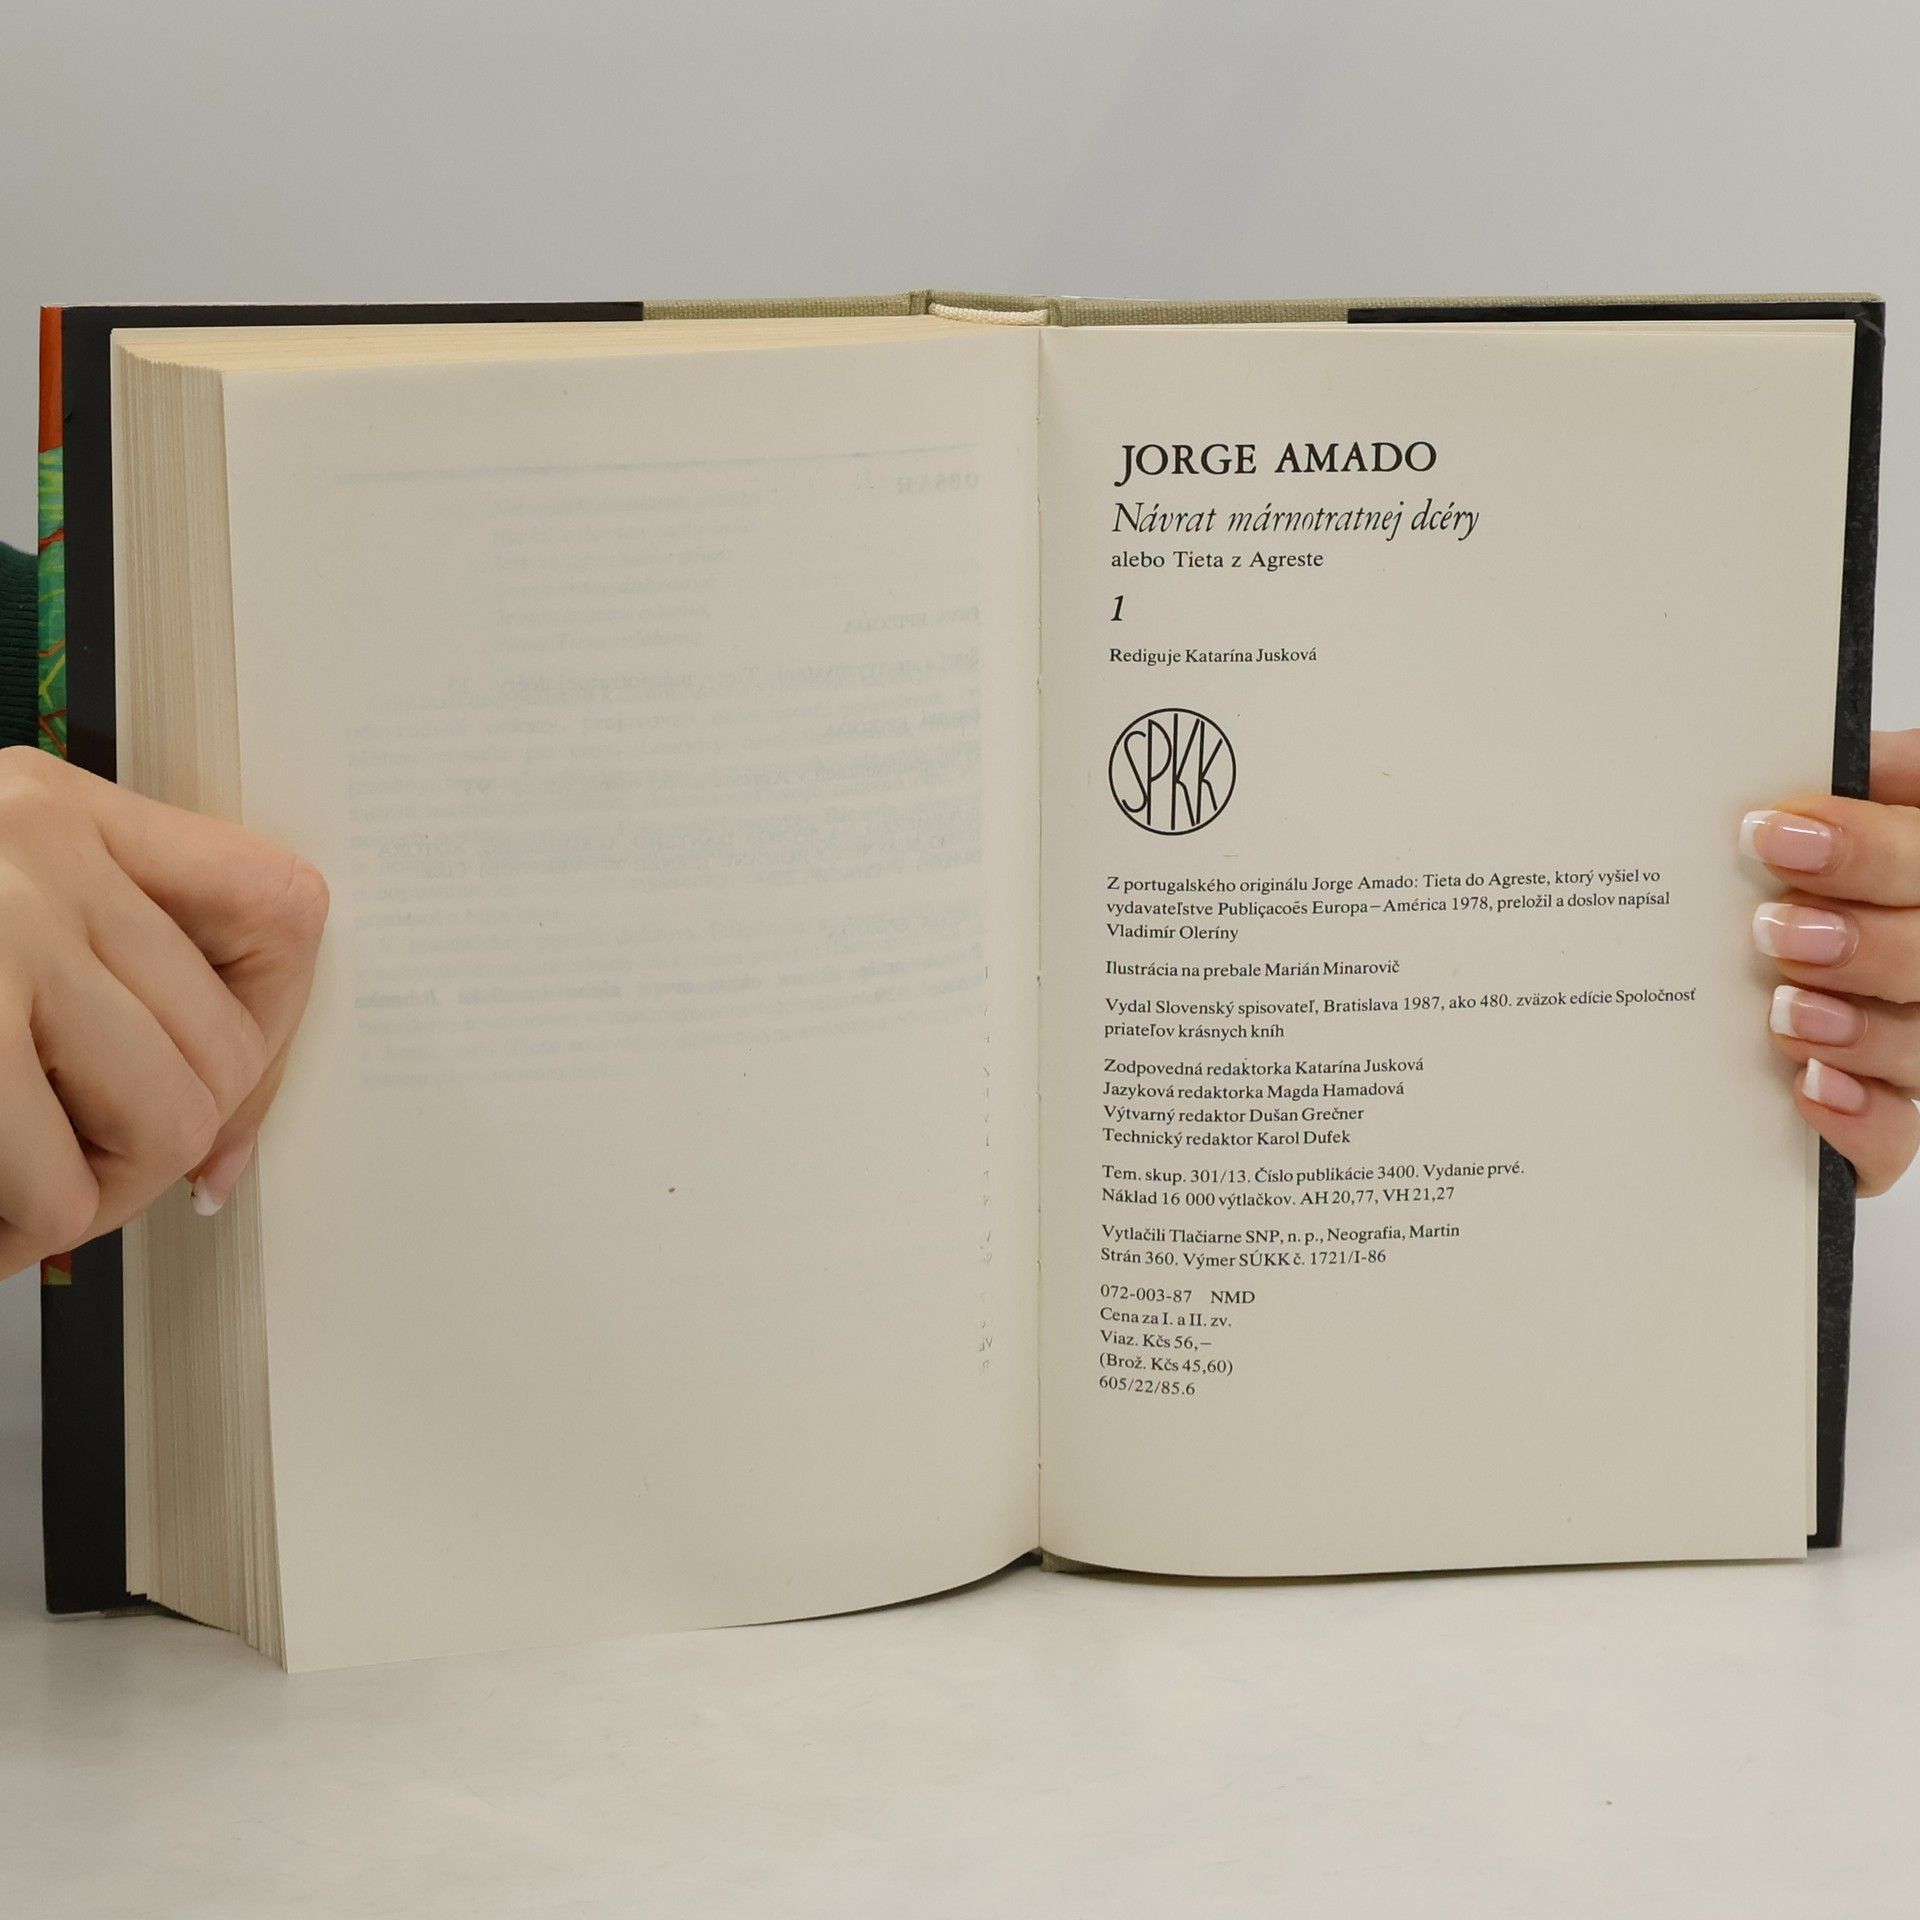 JORGE AMADO
Návrat márnotratnej dcéry
alebo Tieta z Agreste
1
Rediguje Katarína Jusková
SPKK
Z portugalského originálu Jorge Amado: Tieta do Agreste, ktorý vyšiel vo
vydavateľstve Publiçacoēs Europa–América 1978, preložil a doslov napísal
Vladimír Oleríny
Ilustrácia na prebale Marián Minarovič
Vydal Slovenský spisovateľ, Bratislava 1987, ako 480. zväzok edície Spoločnosť
priateľov krásnych kníh
Zodpovedná redaktorka Katarína Jusková
Jazyková redaktorka Magda Hamadová
Výtvarný redaktor Dušan Grečner
Technický redaktor Karol Dufek
Tem. skup. 301/13. Číslo publikácie 3400. Vydanie prvé.
Náklad 16 000 výtlačkov. AH 20,77, VH 21,27
Vytlačili Tlačiarne SNP, n. p., Neografia, Martin
Strán 360. Výmer SÚKK č. 1721/I-86
072-003-87 NMD
Cena za I. a II. zv.
Viaz. Kčs 56,–
(Brož. Kčs 45,60)
605/22/85.6